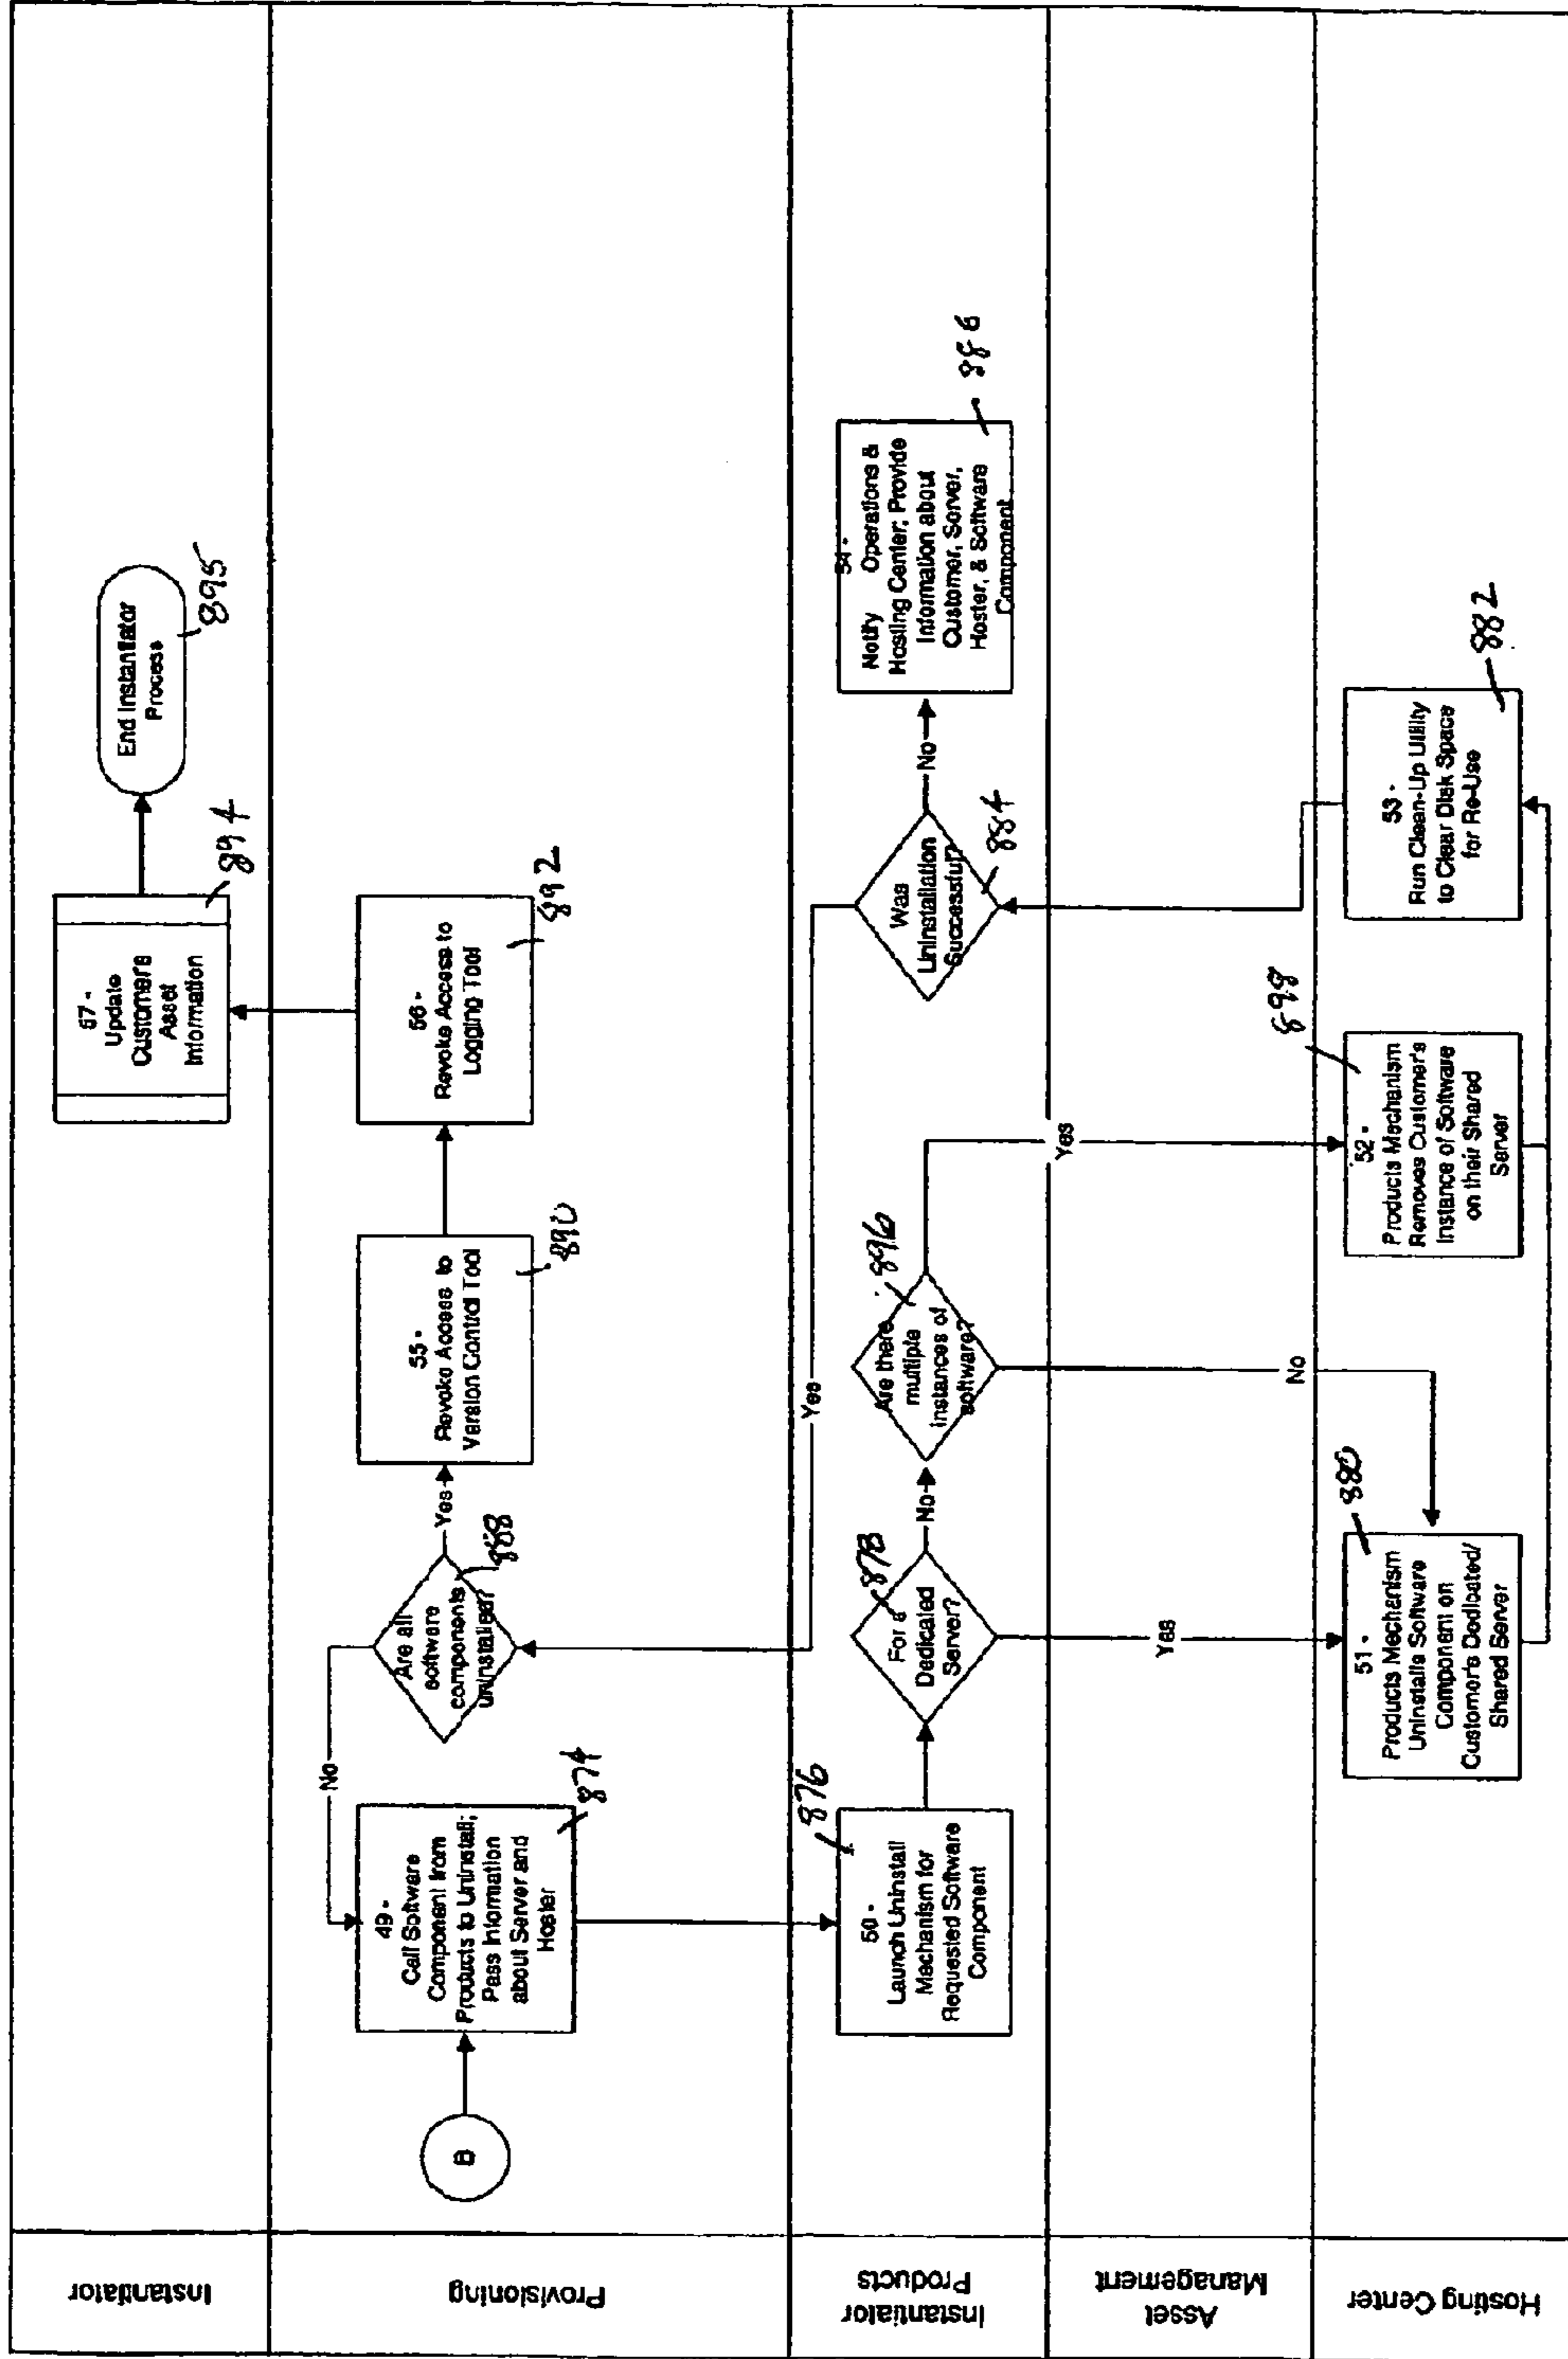 Instantiator
57 -
Update
Customers
Asset
Information
894
End Instantiator
Process
895
Provisioning
B
49 -
Call Software
Component from
Products to Uninstall;
Pass Information
about Server and
Hoster
874
No
Are all
software
components
uninstalled?
888
Yes
55 -
Revoke Access to
Version Control Tool
890
56 -
Revoke Access to
Logging Tool
892
Instantiator
Products
50 -
Launch Uninstall
Mechanism for
Requested Software
Component
876
For a
Dedicated
Server?
878
No
Are there
multiple
instances of
software?
896
Yes
Was
Uninstallation
Successful?
884
No
54 -
Notify Operations &
Hosting Center; Provide
Information about
Customer, Server,
Hoster, & Software
Component
886
Asset
Management
Yes
No
Yes
Hosting Center
51 -
Products Mechanism
Uninstalls Software
Component on
Customer's Dedicated/
Shared Server
880
52 -
Products Mechanism
Removes Customer's
Instance of Software
on their Shared
Server
898
53 -
Run Clean-Up Utility
to Clear Disk Space
for Re-Use
882